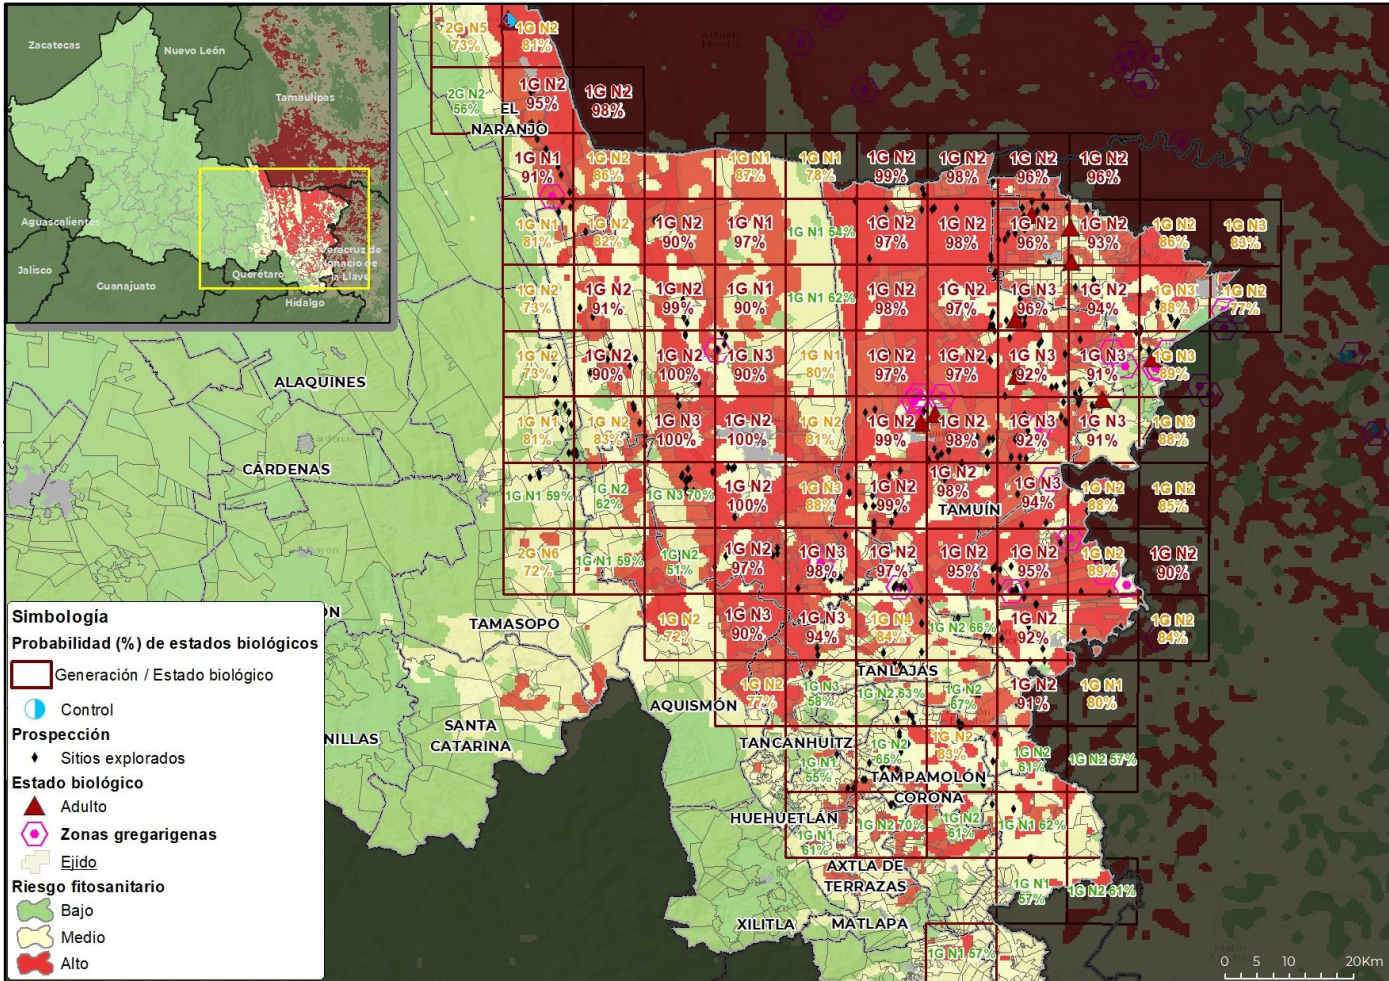 Zacatecas
Nuevo León
Tamaulipas
Aguascalientes
Jalisco
Guanajuato
Querétaro
Hidalgo
Veracruz de
Ignacio de
la Llave
2G N5
73%
1G N2
81%
2G N2
56%
1G N2
95%
1G N2
98%
EL
NARANJO
1G N1
91%
1G N2
86%
1G N1
87%
1G N1
78%
1G N2
99%
1G N2
98%
1G N2
96%
1G N2
96%
1G N1
81%
1G N2
82%
1G N2
90%
1G N1
97%
1G N1 54%
1G N2
97%
1G N2
98%
1G N2
96%
1G N2
93%
1G N2
86%
1G N3
83%
1G N2
73%
1G N2
91%
1G N2
99%
1G N1
90%
1G N1 62%
1G N2
98%
1G N2
97%
1G N3
96%
1G N2
94%
1G N3
88%
1G N2
77%
1G N2
73%
1G N2
90%
1G N2
100%
1G N3
90%
1G N1
80%
1G N2
97%
1G N2
97%
1G N3
92%
1G N3
91%
1G N3
89%
ALAQUINES
1G N1
81%
1G N2
83%
1G N3
100%
1G N2
100%
1G N2
81%
1G N2
99%
1G N2
98%
1G N3
92%
1G N3
91%
1G N3
88%
CÁRDENAS
1G N1 59%
1G N2
62%
1G N3 70%
1G N2
100%
1G N3
88%
1G N2
99%
1G N2
98%
1G N3
94%
1G N2
88%
1G N2
85%
TAMUÍN
2G N6
72%
1G N1 59%
1G N2
51%
1G N2
97%
1G N3
98%
1G N2
97%
1G N2
95%
1G N2
95%
1G N2
89%
1G N2
90%
TAMASOPO
1G N2
72%
1G N3
90%
1G N3
94%
1G N4
84%
1G N2 66%
1G N2
92%
1G N2
84%
TANLAJÁS
1G N2
77%
1G N3
58%
1G N2 63%
1G N2
67%
1G N2
91%
1G N1
80%
AQUISMÓN
SANTA
CATARINA
NILLAS
ÓN
TANCANHUITZ
1G N1
55%
1G N2
65%
1G N2
83%
1G N2
61%
1G N2 57%
TAMPAMOLÓN
CORONA
HUEHUETLÁN
1G N1
61%
1G N2 70%
1G N2
61%
1G N1 62%
AXTLA DE
TERRAZAS
1G N1
57%
1G N2 61%
XILITLA
MATLAPA
1G N1 57%
Simbología
Probabilidad (%) de estados biológicos
Generación / Estado biológico
Control
Prospección
Sitios explorados
Estado biológico
Adulto
Zonas gregarigenas
Ejido
Riesgo fitosanitario
Bajo
Medio
Alto
0 5 10 20Km